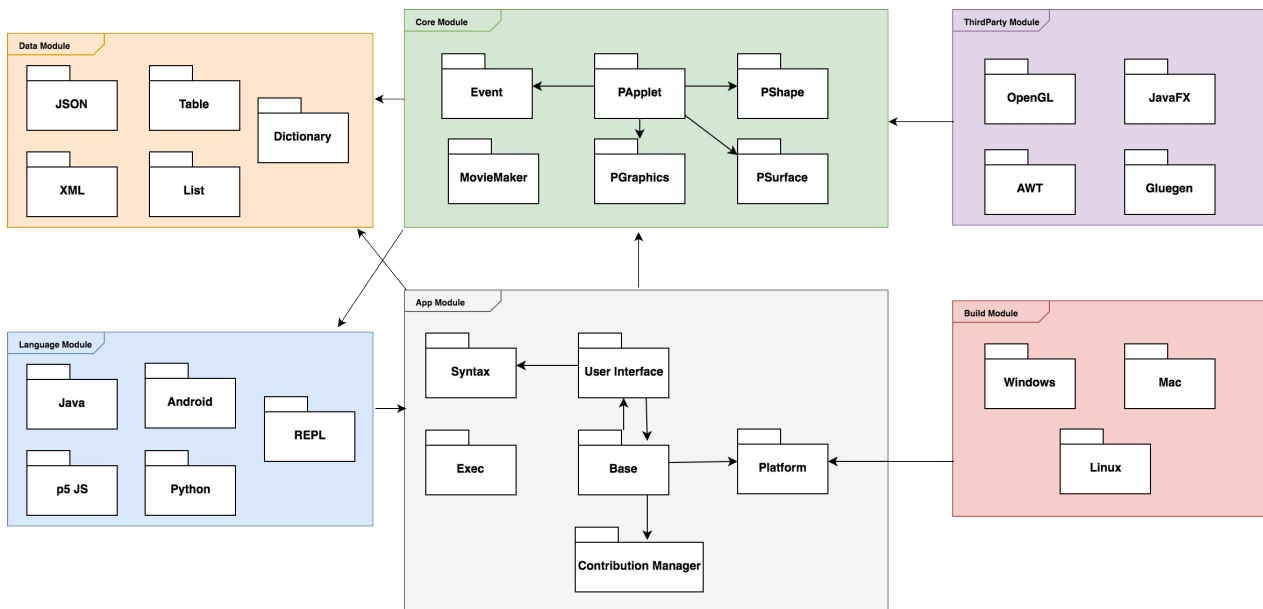 Data Module
JSON
Table
Dictionary
XML
List
Core Module
Event
PApplet
PShape
MovieMaker
PGraphics
PSurface
ThirdParty Module
OpenGL
JavaFX
AWT
Gluegen
Language Module
Java
Android
REPL
p5 JS
Python
App Module
Syntax
User Interface
Exec
Base
Platform
Contribution Manager
Build Module
Windows
Mac
Linux